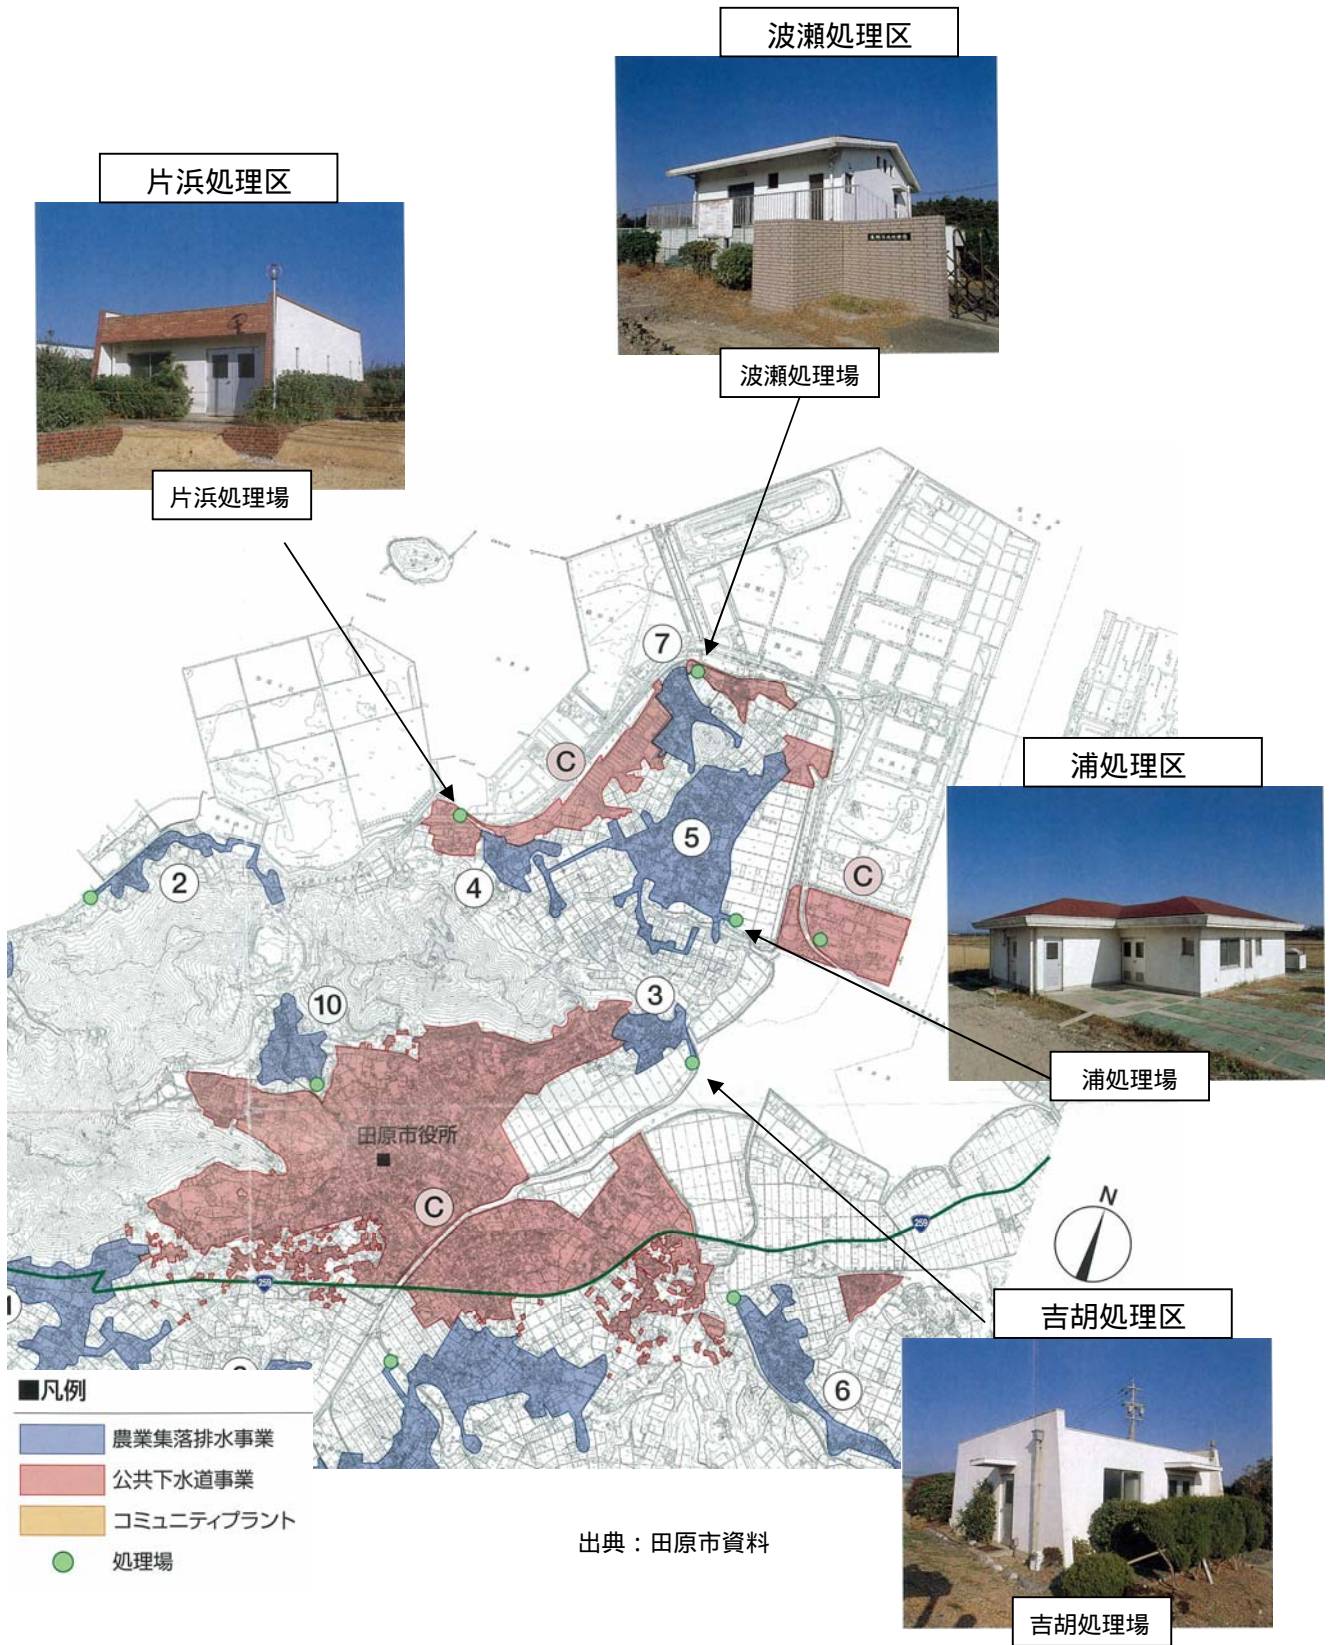 波瀬処理区
片浜処理区
波瀬処理場
片浜処理場
7
C
浦処理区
5
2
4
C
10
3
浦処理場
田原市役所
C
N
259
259
吉胡処理区
6
■凡例
農業集落排水事業
公共下水道事業
コミュニティプラント
処理場
出典：田原市資料
吉胡処理場